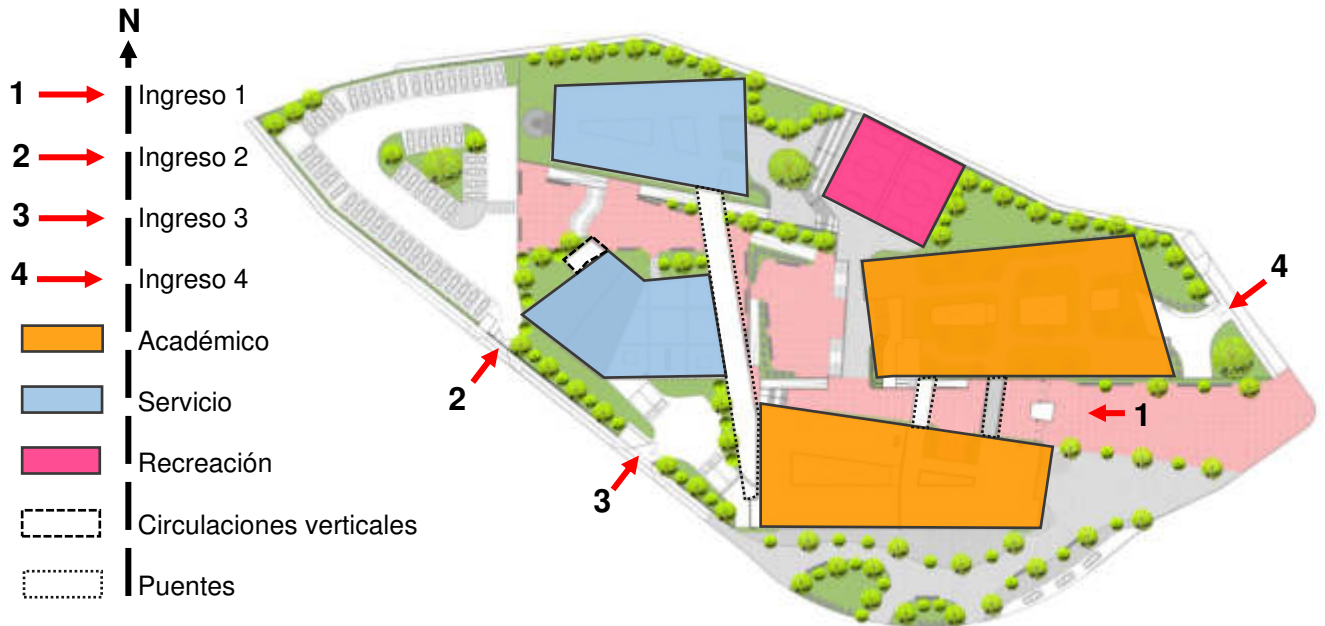 N
1 Ingreso 1
2 Ingreso 2
3 Ingreso 3
4 Ingreso 4
Académico
Servicio
Recreación
Circulaciones verticales
Puentes
4
2
1
3